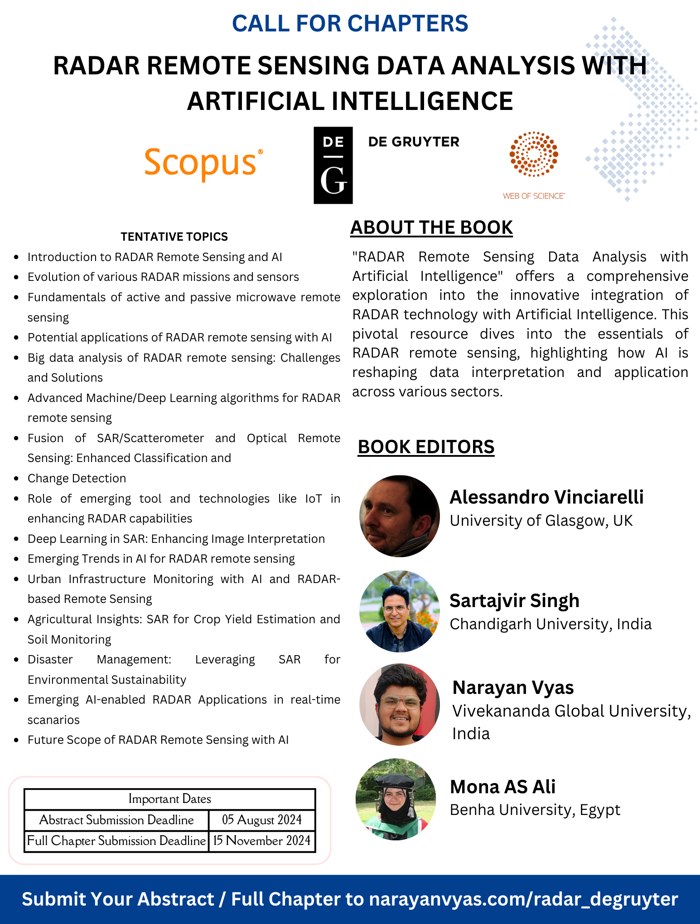 CALL FOR CHAPTERS
RADAR REMOTE SENSING DATA ANALYSIS WITH
ARTIFICIAL INTELLIGENCE
Scopus®
DE
G
DE GRUYTER
WEB OF SCIENCE™
TENTATIVE TOPICS
• Introduction to RADAR Remote Sensing and AI
• Evolution of various RADAR missions and sensors
• Fundamentals of active and passive microwave remote
sensing
• Potential applications of RADAR remote sensing with AI
• Big data analysis of RADAR remote sensing: Challenges
and Solutions
• Advanced Machine/Deep Learning algorithms for RADAR
remote sensing
• Fusion of SAR/Scatterometer and Optical Remote
Sensing: Enhanced Classification and
• Change Detection
• Role of emerging tool and technologies like IoT in
enhancing RADAR capabilities
• Deep Learning in SAR: Enhancing Image Interpretation
• Emerging Trends in AI for RADAR remote sensing
• Urban Infrastructure Monitoring with AI and RADAR-
based Remote Sensing
• Agricultural Insights: SAR for Crop Yield Estimation and
Soil Monitoring
• Disaster Management: Leveraging SAR for
Environmental Sustainability
• Emerging AI-enabled RADAR Applications in real-time
scanarios
• Future Scope of RADAR Remote Sensing with AI
Important Dates
Abstract Submission Deadline 05 August 2024
Full Chapter Submission Deadline 15 November 2024
ABOUT THE BOOK
"RADAR Remote Sensing Data Analysis with
Artificial Intelligence" offers a comprehensive
exploration into the innovative integration of
RADAR technology with Artificial Intelligence. This
pivotal resource dives into the essentials of
RADAR remote sensing, highlighting how AI is
reshaping data interpretation and application
across various sectors.
BOOK EDITORS
Alessandro Vinciarelli
University of Glasgow, UK
Sartajvir Singh
Chandigarh University, India
Narayan Vyas
Vivekananda Global University,
India
Mona AS Ali
Benha University, Egypt
Submit Your Abstract / Full Chapter to narayanvyas.com/radar_degruyter